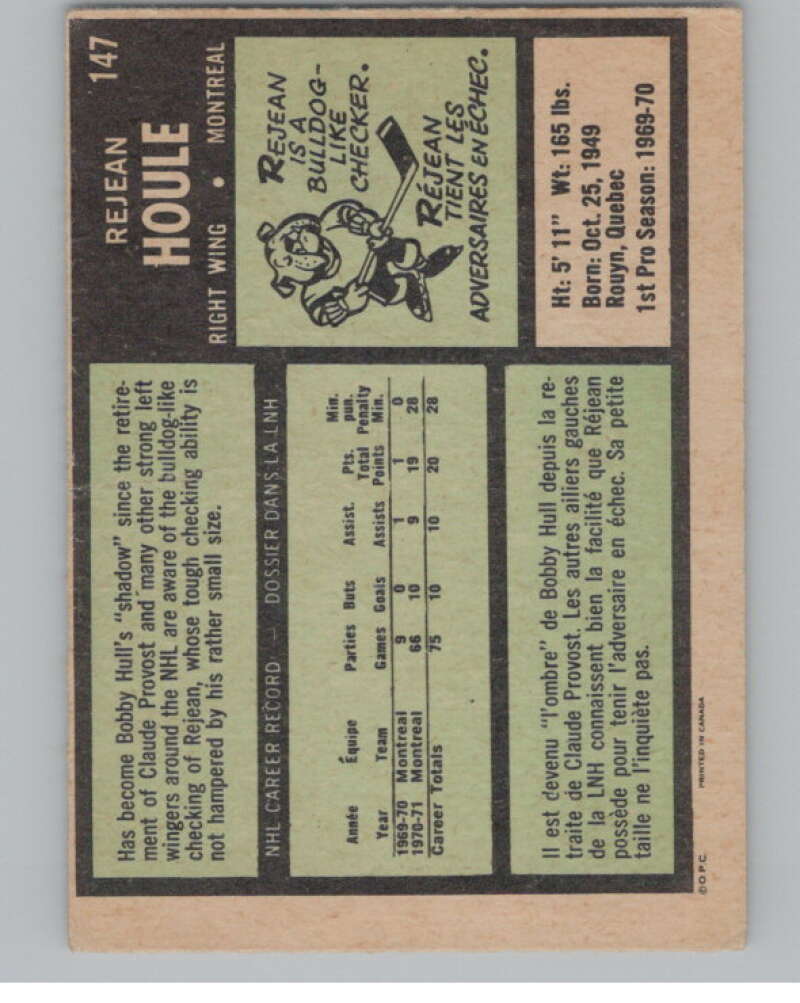 147
REJEAN
HOULE
RIGHT WING • MONTREAL
REJEAN
IS A
BULLDOG-
LIKE
CHECKER.
RÉJEAN
TIENT LES
ADVERSAIRES EN ÉCHEC.
Ht: 5' 11" Wt: 165 lbs.
Born: Oct. 25, 1949
Rouyn, Quebec
1st Pro Season: 1969-70
Has become Bobby Hull's "shadow" since the retire-
ment of Claude Provost and many other strong left
wingers around the NHL are aware of the bulldog-like
checking of Rejean, whose tough checking ability is
not hampered by his rather small size.
NHL CAREER RECORD — DOSSIER DANS LA LNH
Min.
Pts. pun.
Année Équipe Parties Buts Assist. Total Penalty
Year Team Games Goals Assists Points Min.
1969-70 Montreal 9 0 1 1 0
1970-71 Montreal 66 10 9 19 28
Career Totals 75 10 10 20 28
Il est devenu "l'ombre" de Bobby Hull depuis la re-
traite de Claude Provost. Les autres ailiers gauches
de la LNH connaissent bien la facilité que Réjean
possède pour tenir l'adversaire en échec. Sa petite
taille ne l'inquiète pas.
© O.P.C. PRINTED IN CANADA